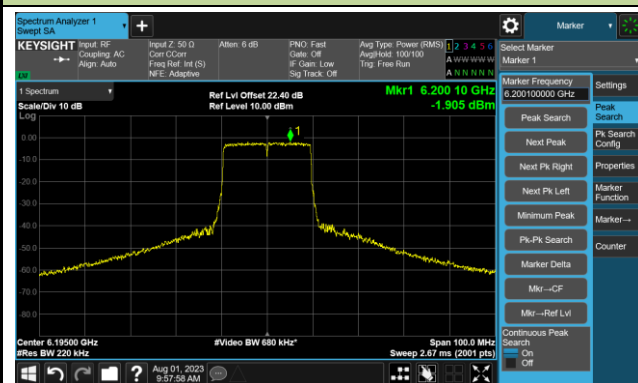 Spectrum Analyzer 1
Swept SA
+
Marker
KEYSIGHT
Input: RF
Coupling: AC
Align: Auto
Input Z: 50 Ω
Corr CCorr
Freq Ref: Int (S)
NFE: Adaptive
Atten: 6 dB
PNO: Fast
Gate: Off
IF Gain: Low
Sig Track: Off
Avg Type: Power (RMS)
Avg|Hold: 100/100
Trig: Free Run
1 2 3 4 5 6
A W W W W W
A N N N N N
LXI
Select Marker
Marker 1
1 Spectrum
Scale/Div 10 dB
Log
Ref Lvl Offset 22.40 dB
Ref Level 10.00 dBm
Mkr1 6.200 10 GHz
-1.905 dBm
1
0.00
-10.0
-20.0
-30.0
-40.0
-50.0
-60.0
-70.0
-80.0
Center 6.19500 GHz
#Res BW 220 kHz
#Video BW 680 kHz*
Span 100.0 MHz
Sweep 2.67 ms (2001 pts)
Marker Frequency
6.200100000 GHz
Peak Search
Next Peak
Next Pk Right
Next Pk Left
Minimum Peak
Pk-Pk Search
Marker Delta
Mkr→CF
Mkr→Ref Lvl
Continuous Peak
Search
On
Off
Settings
Peak
Search
Pk Search
Config
Properties
Marker
Function
Marker→
Counter
?
Aug 01, 2023
9:57:58 AM